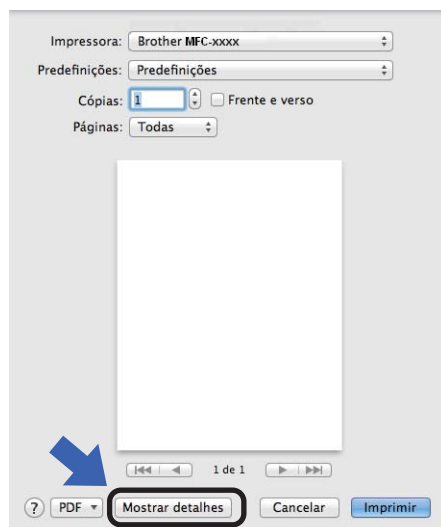 Impressora: Brother MFC-xxxx
Predefinições: Predefinições
Cópias: 1 Frente e verso
Páginas: Todas
1 de 1
? PDF Mostrar detalhes Cancelar Imprimir